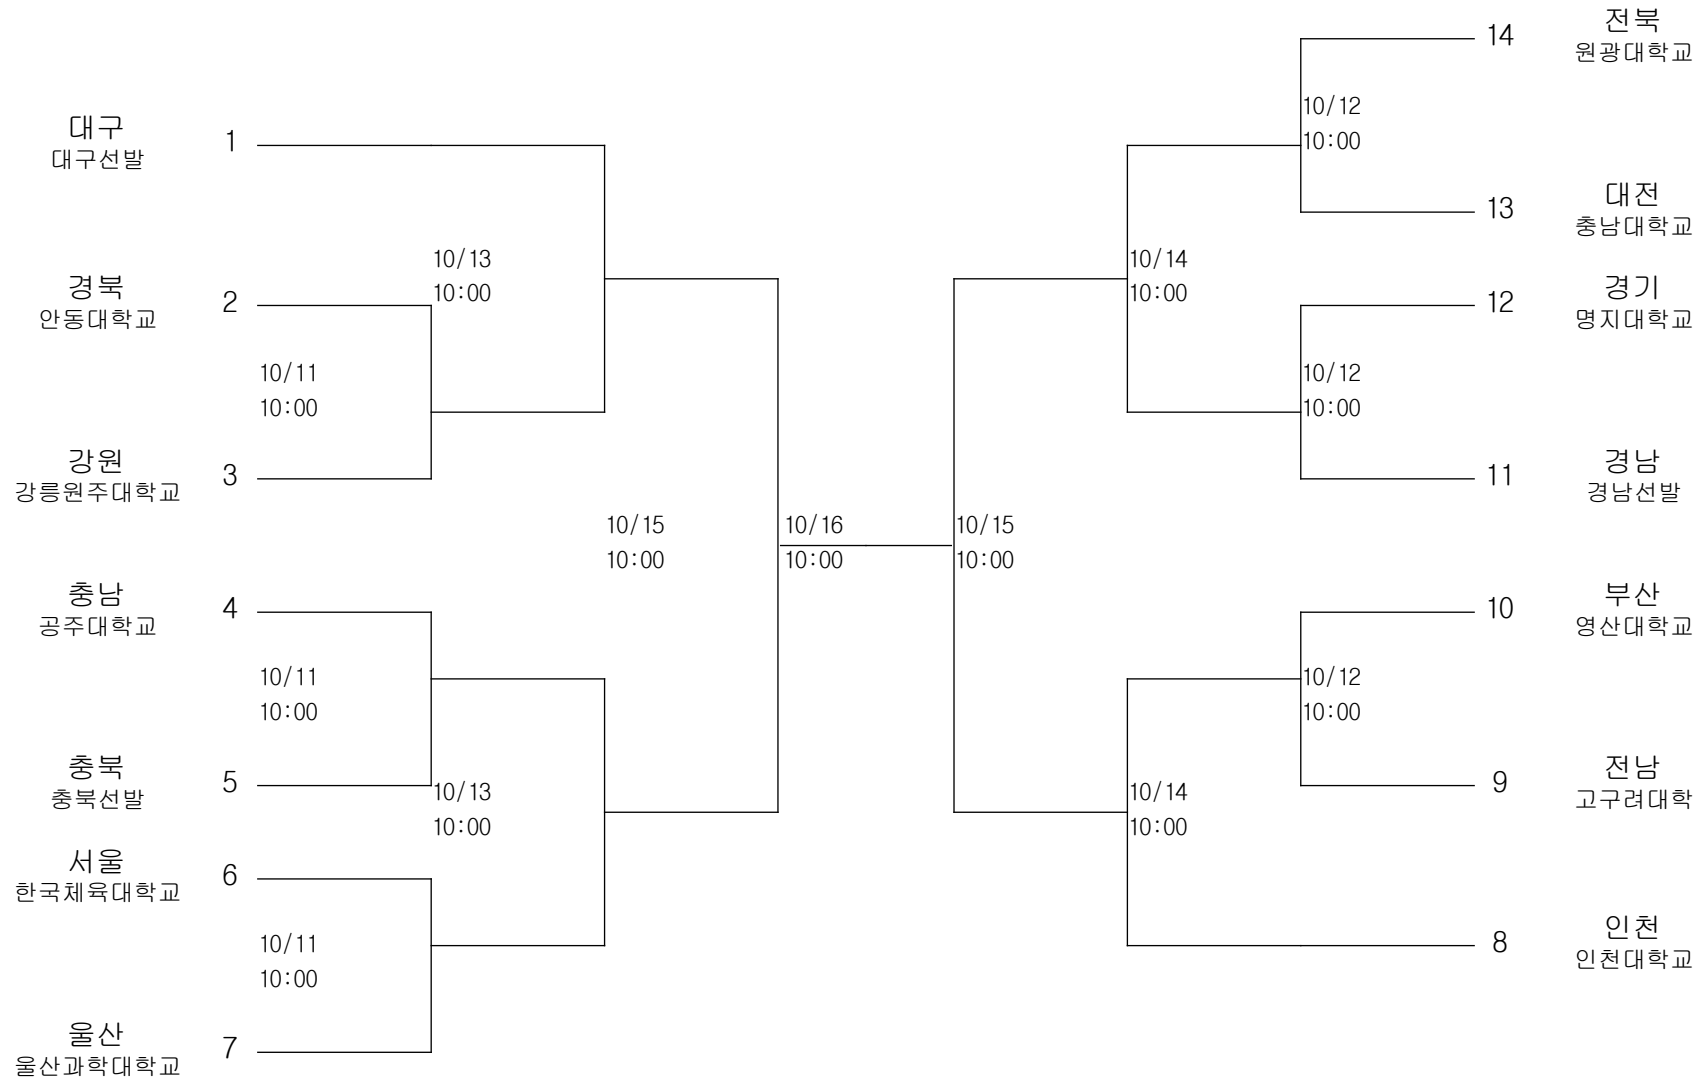 대구
대구선발
1
경북
안동대학교
2
10/13
10:00
10/11
10:00
강원
강릉원주대학교
3
10/15
10:00
충남
공주대학교
4
10/11
10:00
충북
충북선발
5
10/13
10:00
서울
한국체육대학교
6
10/11
10:00
울산
울산과학대학교
7
10/16
10:00
14
전북
원광대학교
10/12
10:00
13
대전
충남대학교
10/14
10:00
12
경기
명지대학교
10/12
10:00
11
경남
경남선발
10/15
10:00
10
부산
영산대학교
10/12
10:00
9
전남
고구려대학
10/14
10:00
8
인천
인천대학교